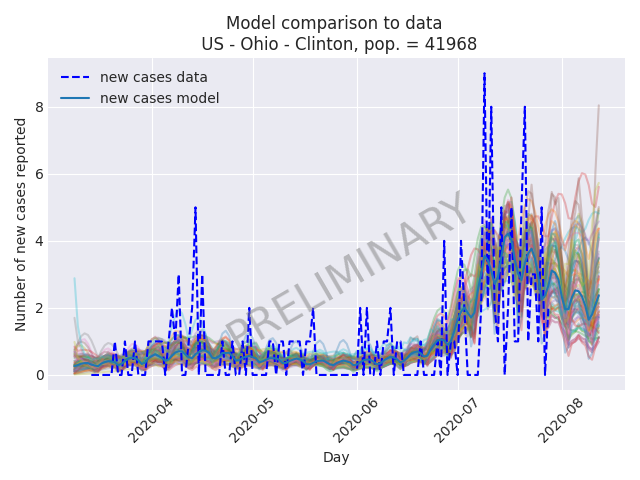 Model comparison to data
US - Ohio - Clinton, pop. = 41968
new cases data
new cases model
Number of new cases reported
8
6
4
2
0
PRELIMINARY
2020-04
2020-05
2020-06
2020-07
2020-08
Day